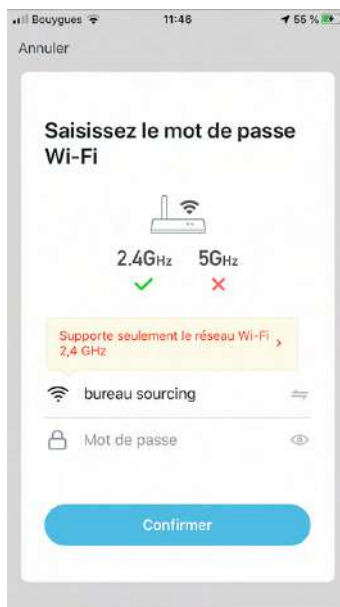 Bouygues 11:46 55 %
Annuler
Saisissez le mot de passe
Wi-Fi
2.4GHz 5GHz
Supporte seulement le réseau Wi-Fi
2,4 GHz
bureau sourcing
Mot de passe
Confirmer